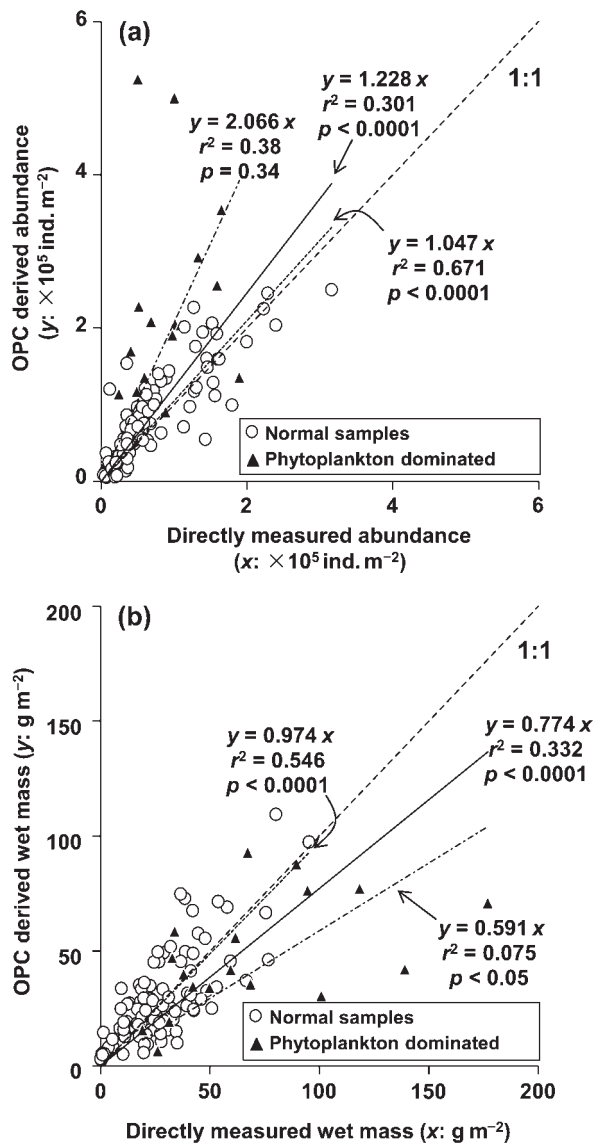 (a)
6
4
2
0
0
2
4
6
OPC derived abundance
(y: ×10⁵ ind. m⁻²)
y = 2.066 x
r² = 0.38
p = 0.34
y = 1.228 x
r² = 0.301
p < 0.0001
1:1
y = 1.047 x
r² = 0.671
p < 0.0001
Normal samples
Phytoplankton dominated
Directly measured abundance
(x: ×10⁵ ind. m⁻²)
(b)
200
150
100
50
0
0
50
100
150
200
OPC derived wet mass (y: g m⁻²)
1:1
y = 0.974 x
r² = 0.546
p < 0.0001
y = 0.774 x
r² = 0.332
p < 0.0001
y = 0.591 x
r² = 0.075
p < 0.05
Normal samples
Phytoplankton dominated
Directly measured wet mass (x: g m⁻²)